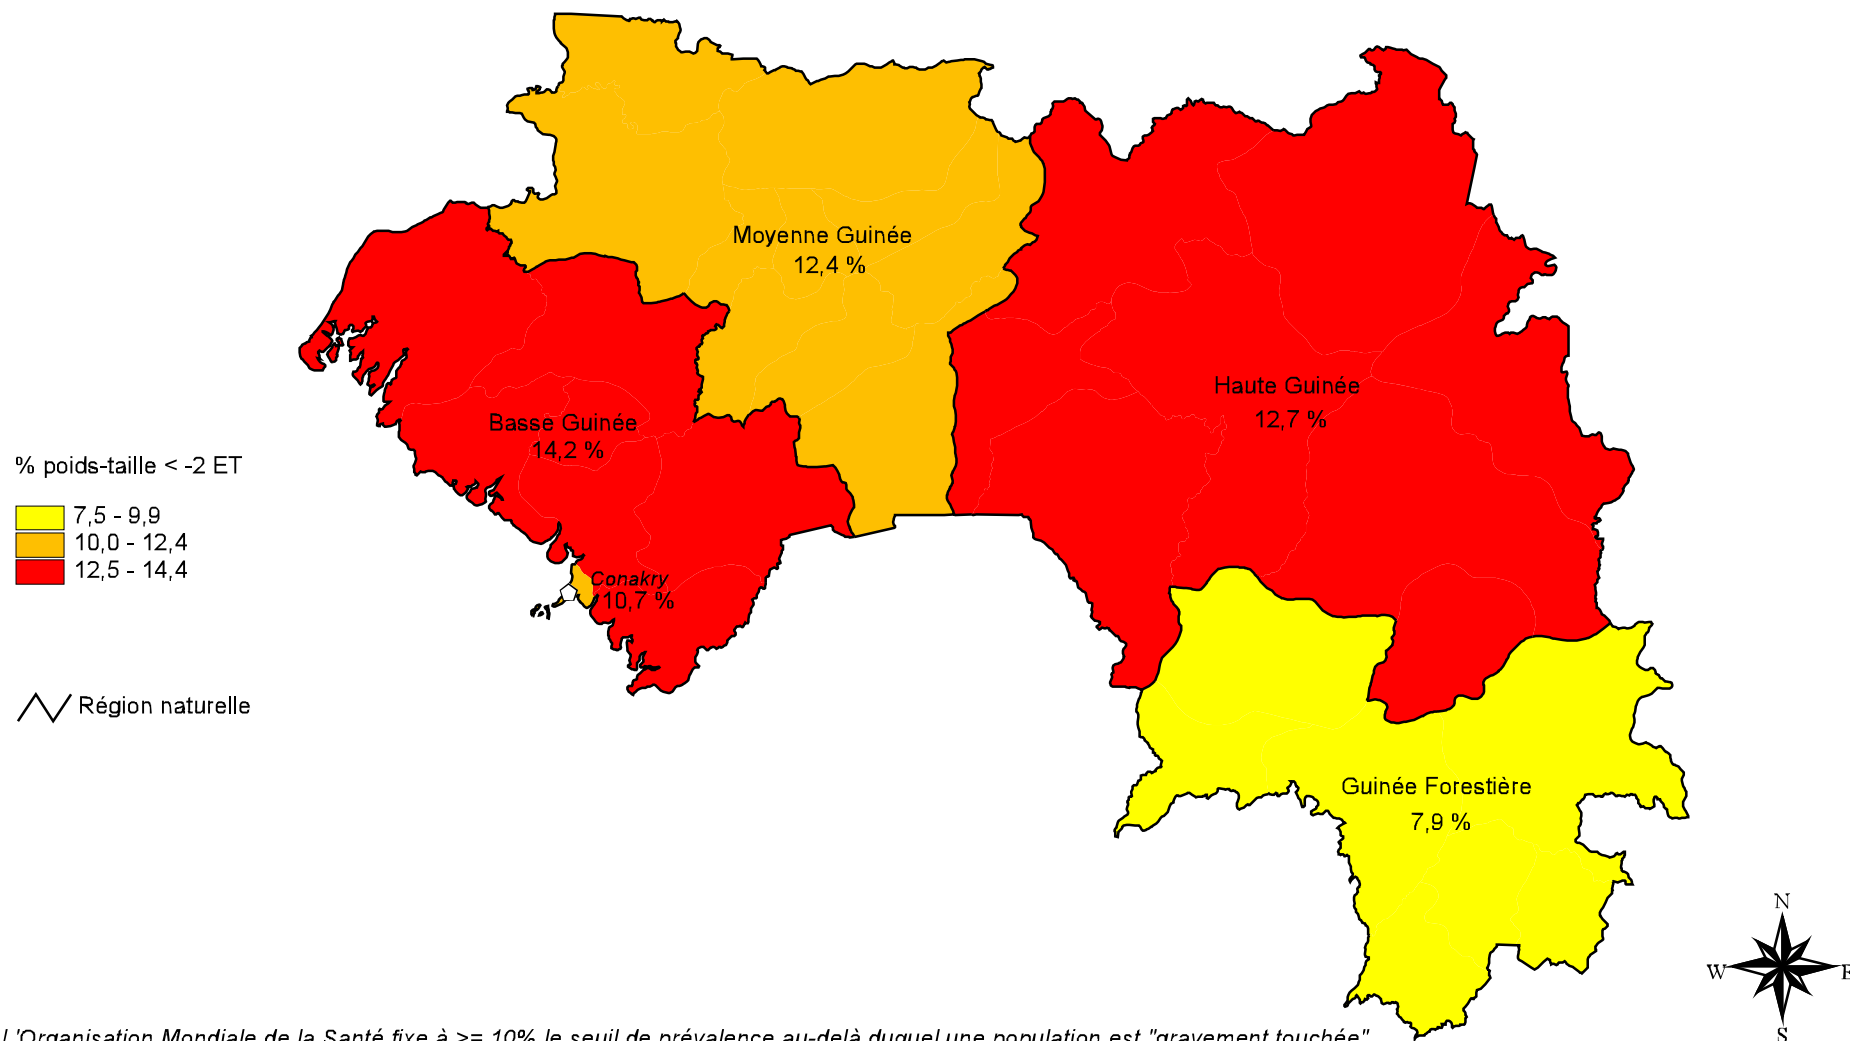 Moyenne Guinée
12,4 %
Haute Guinée
12,7 %
Basse Guinée
14,2 %
% poids-taille < -2 ET
7,5 - 9,9
10,0 - 12,4
12,5 - 14,4
Conakry
10,7 %
Région naturelle
Guinée Forestière
7,9 %
N
W
E
S
L'Organisation Mondiale de la Santé fixe à >= 10% le seuil de prévalence au-delà duquel une population est "gravement touchée"